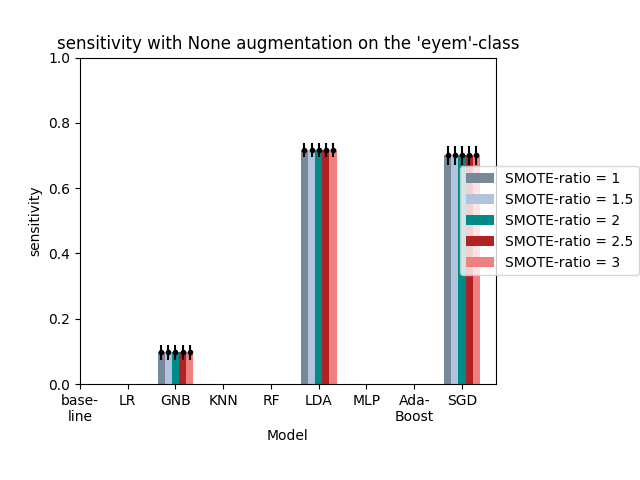 sensitivity with None augmentation on the 'eyem'-class
1.0
0.8
0.6
0.4
0.2
0.0
sensitivity
SMOTE-ratio = 1
SMOTE-ratio = 1.5
SMOTE-ratio = 2
SMOTE-ratio = 2.5
SMOTE-ratio = 3
base-
line
LR
GNB
KNN
RF
LDA
MLP
Ada-
Boost
SGD
Model